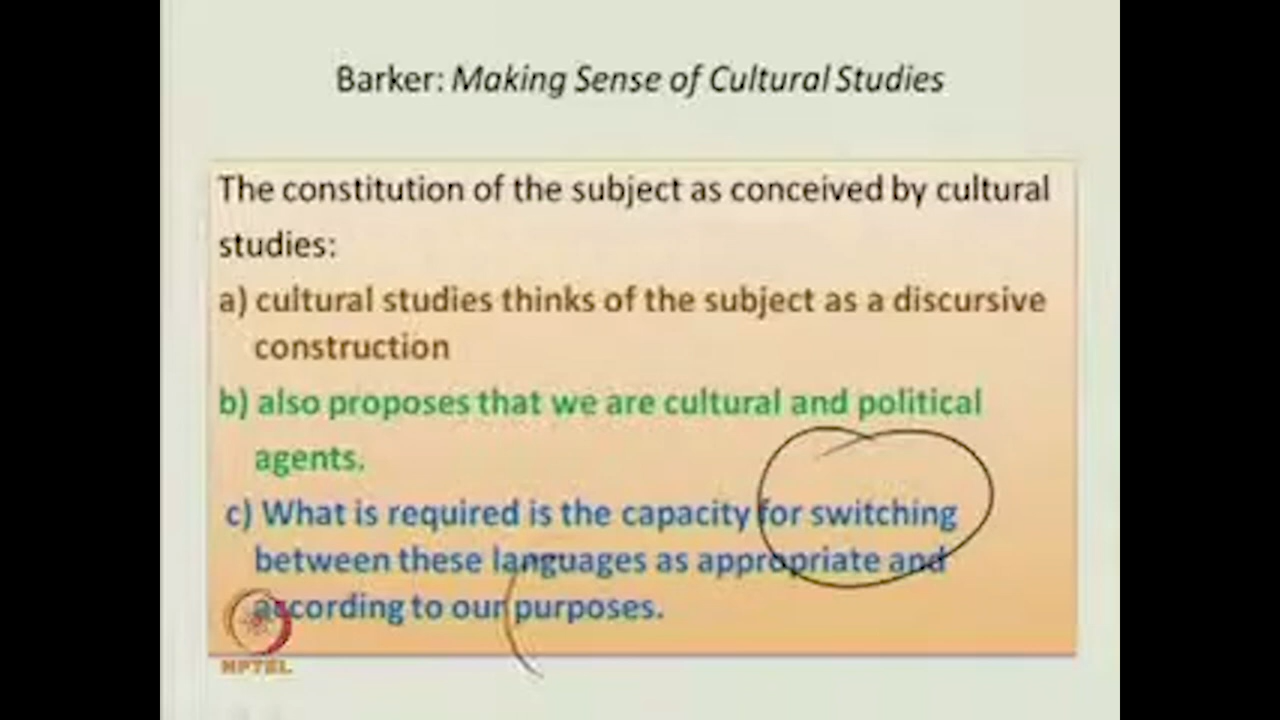 Barker: Making Sense of Cultural Studies
The constitution of the subject as conceived by cultural
studies:
a) cultural studies thinks of the subject as a discursive
construction
b) also proposes that we are cultural and political
agents.
c) What is required is the capacity for switching
between these languages as appropriate and
according to our purposes.
NPTEL